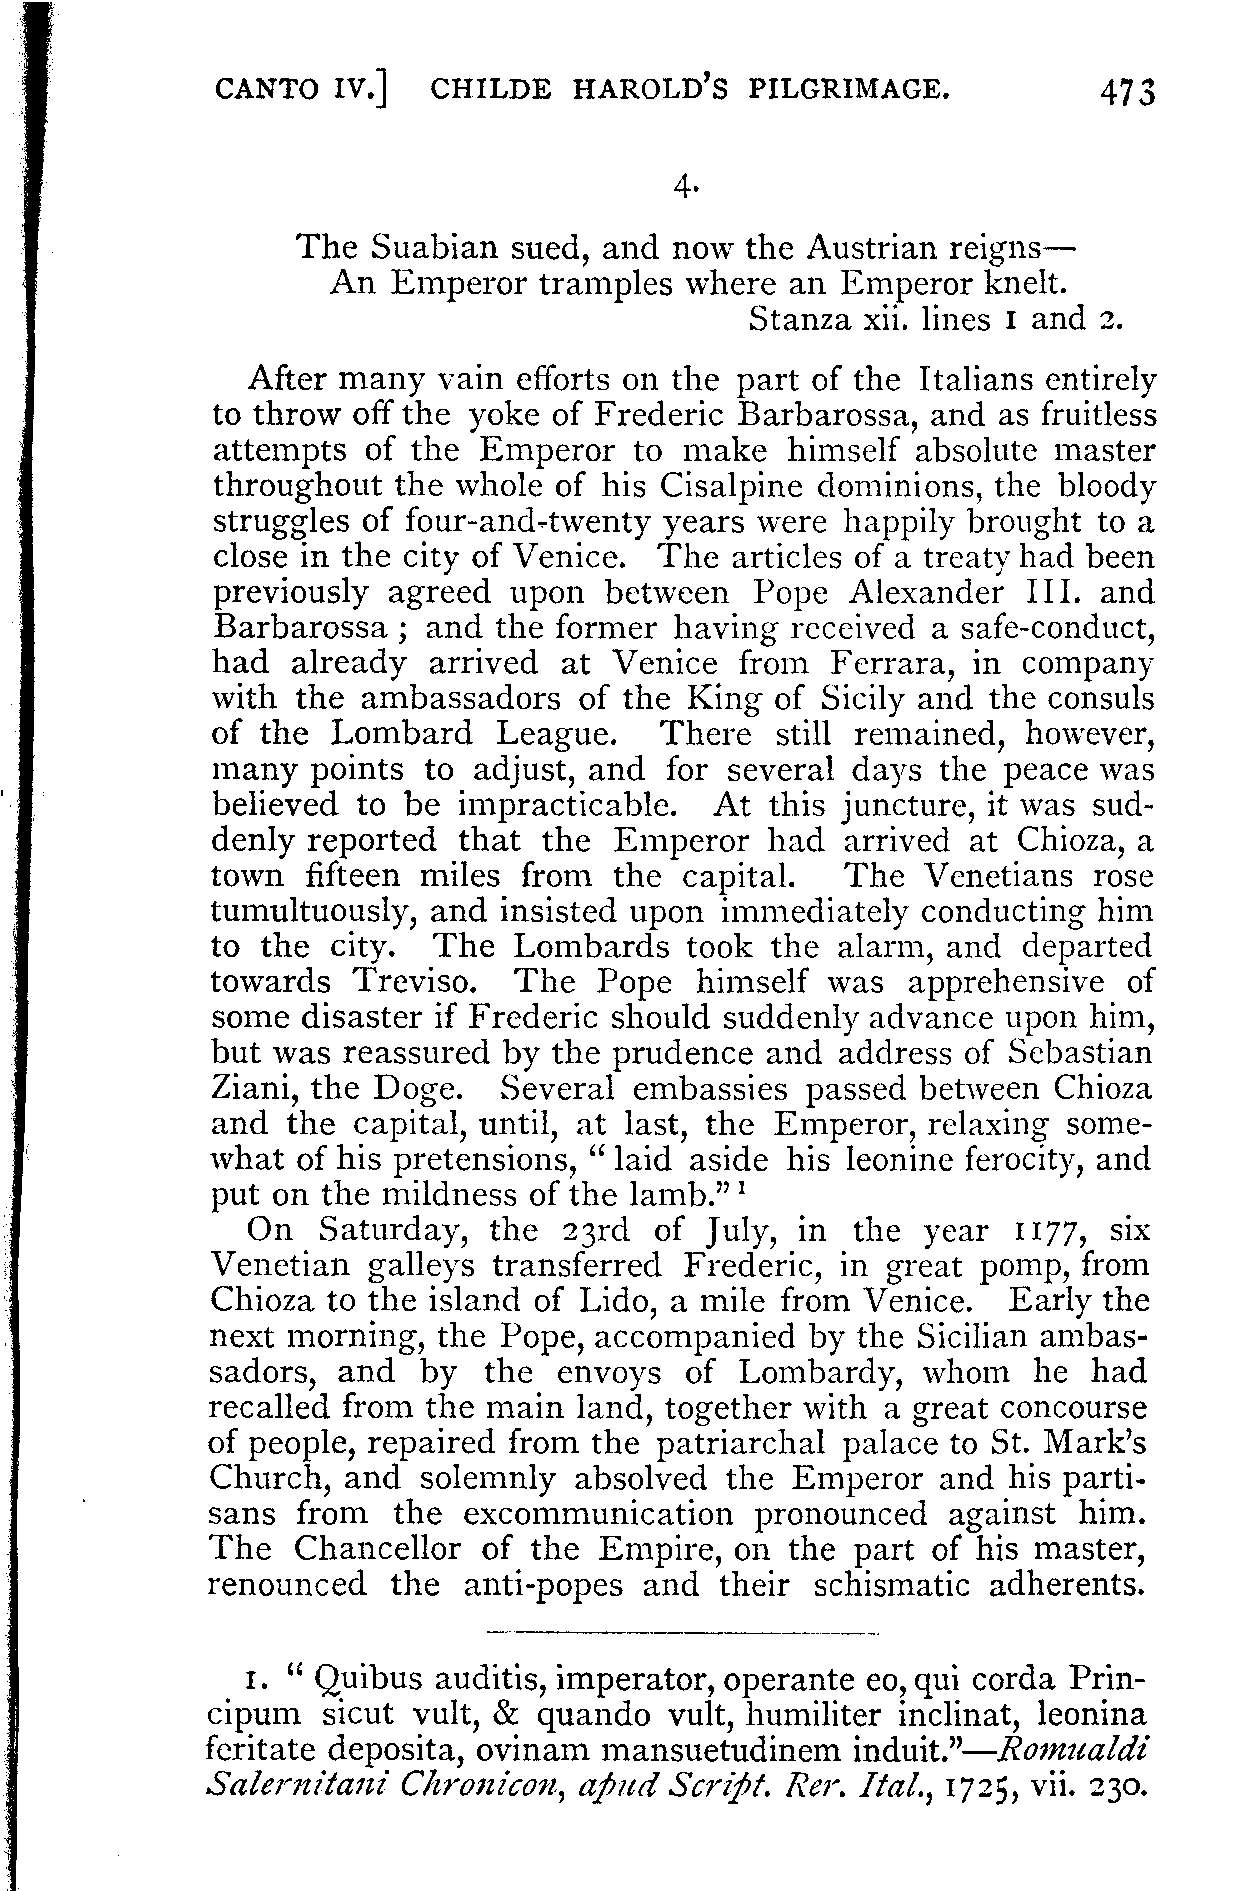 CANTO IV.] CHILDE HAROLD'S PILGRIMAGE. 473
4.
The Suabian sued, and now the Austrian reigns—
An Emperor tramples where an Emperor knelt.
Stanza xii. lines 1 and 2.
After many vain efforts on the part of the Italians entirely
to throw off the yoke of Frederic Barbarossa, and as fruitless
attempts of the Emperor to make himself absolute master
throughout the whole of his Cisalpine dominions, the bloody
struggles of four-and-twenty years were happily brought to a
close in the city of Venice. The articles of a treaty had been
previously agreed upon between Pope Alexander III. and
Barbarossa ; and the former having received a safe-conduct,
had already arrived at Venice from Ferrara, in company
with the ambassadors of the King of Sicily and the consuls
of the Lombard League. There still remained, however,
many points to adjust, and for several days the peace was
believed to be impracticable. At this juncture, it was sud-
denly reported that the Emperor had arrived at Chioza, a
town fifteen miles from the capital. The Venetians rose
tumultuously, and insisted upon immediately conducting him
to the city. The Lombards took the alarm, and departed
towards Treviso. The Pope himself was apprehensive of
some disaster if Frederic should suddenly advance upon him,
but was reassured by the prudence and address of Sebastian
Ziani, the Doge. Several embassies passed between Chioza
and the capital, until, at last, the Emperor, relaxing some-
what of his pretensions, " laid aside his leonine ferocity, and
put on the mildness of the lamb." 1
On Saturday, the 23rd of July, in the year 1177, six
Venetian galleys transferred Frederic, in great pomp, from
Chioza to the island of Lido, a mile from Venice. Early the
next morning, the Pope, accompanied by the Sicilian ambas-
sadors, and by the envoys of Lombardy, whom he had
recalled from the main land, together with a great concourse
of people, repaired from the patriarchal palace to St. Mark's
Church, and solemnly absolved the Emperor and his parti-
sans from the excommunication pronounced against him.
The Chancellor of the Empire, on the part of his master,
renounced the anti-popes and their schismatic adherents.
1. " Quibus auditis, imperator, operante eo, qui corda Prin-
cipum sicut vult, & quando vult, humiliter inclinat, leonina
feritate deposita, ovinam mansuetudinem induit."—Romualdi
Salernitani Chronicon, apud Script. Rer. Ital., 1725, vii. 230.